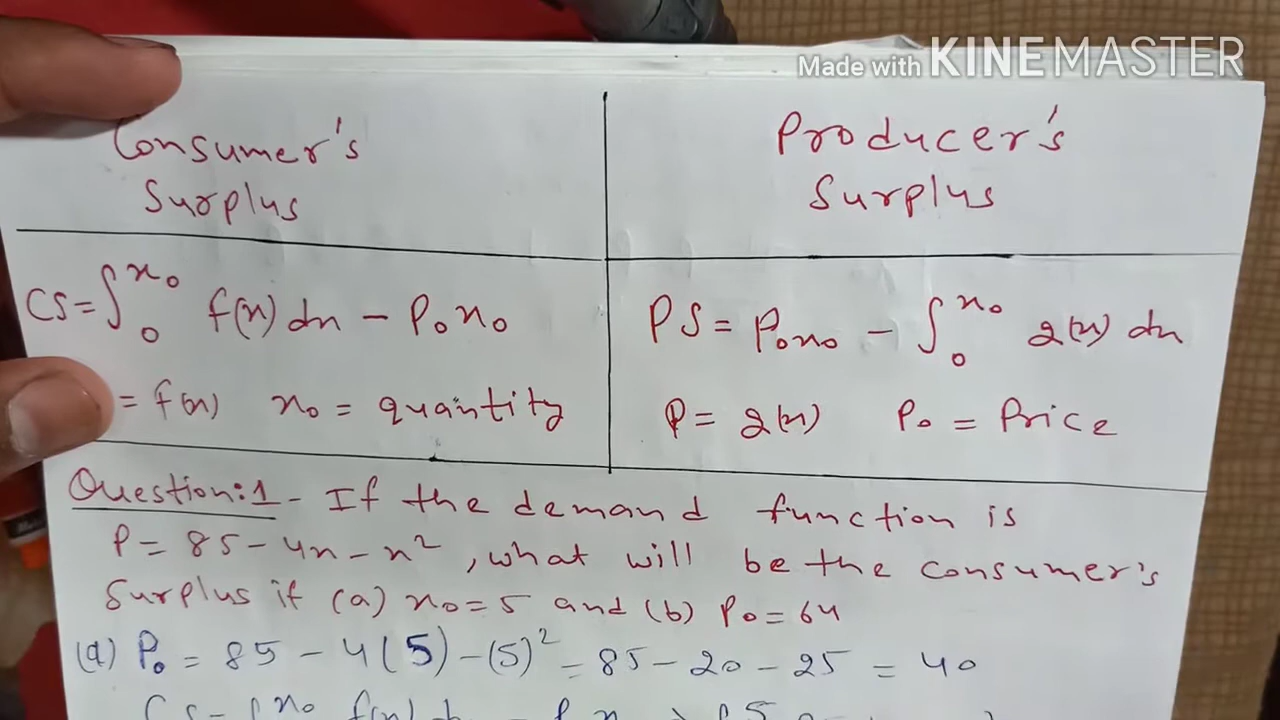 Made with KINEMASTER
Consumer's
Surplus
CS = ∫₀^x₀ f(x) dx − P₀x₀
= f(x) x₀ = quantity
Producer's
Surplus
PS = P₀x₀ − ∫₀^x₀ g(x) dx
P = g(x) P₀ = Price
Question:1 - If the demand function is
P = 85 - 4x - x², what will be the consumer's
Surplus if (a) x₀ = 5 and (b) P₀ = 64
(a) P₀ = 85 - 4(5) - (5)² = 85 - 20 - 25 = 40